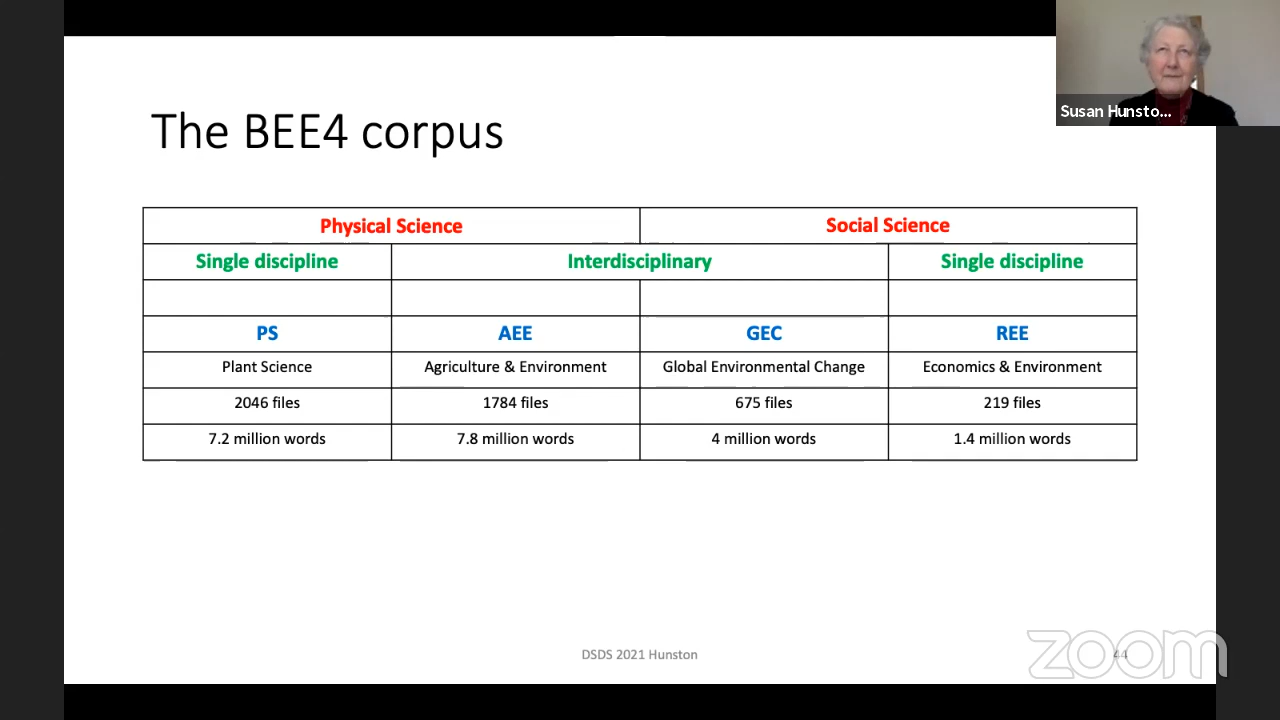 Susan Hunsto...
The BEE4 corpus
Physical Science Social Science
Single discipline Interdisciplinary Single discipline
PS AEE GEC REE
Plant Science Agriculture & Environment Global Environmental Change Economics & Environment
2046 files 1784 files 675 files 219 files
7.2 million words 7.8 million words 4 million words 1.4 million words
DSDS 2021 Hunston
44
zoom